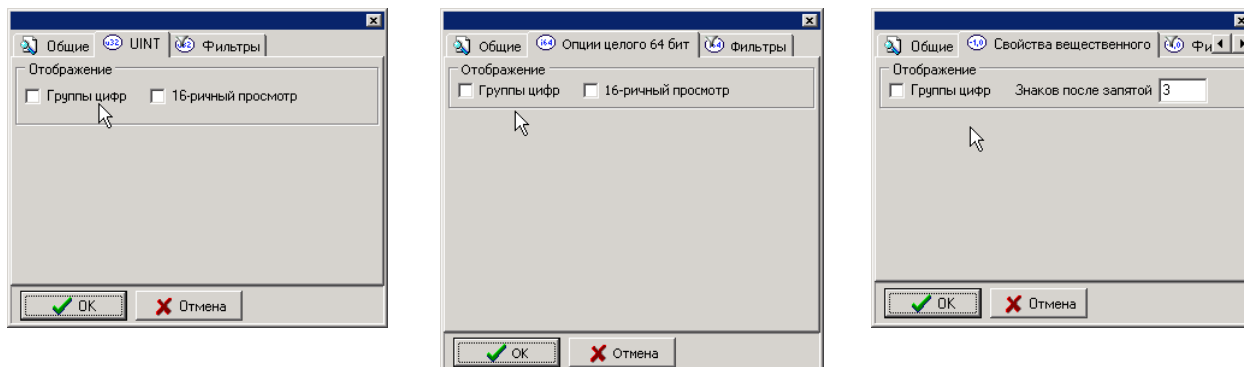 Общие UINT Фильтры
Отображение
Группы цифр 16-ричный просмотр
OK Отмена
Общие Опции целого 64 бит Фильтры
Отображение
Группы цифр 16-ричный просмотр
OK Отмена
Общие Свойства вещественного Фи
Отображение
Группы цифр Знаков после запятой 3
OK Отмена